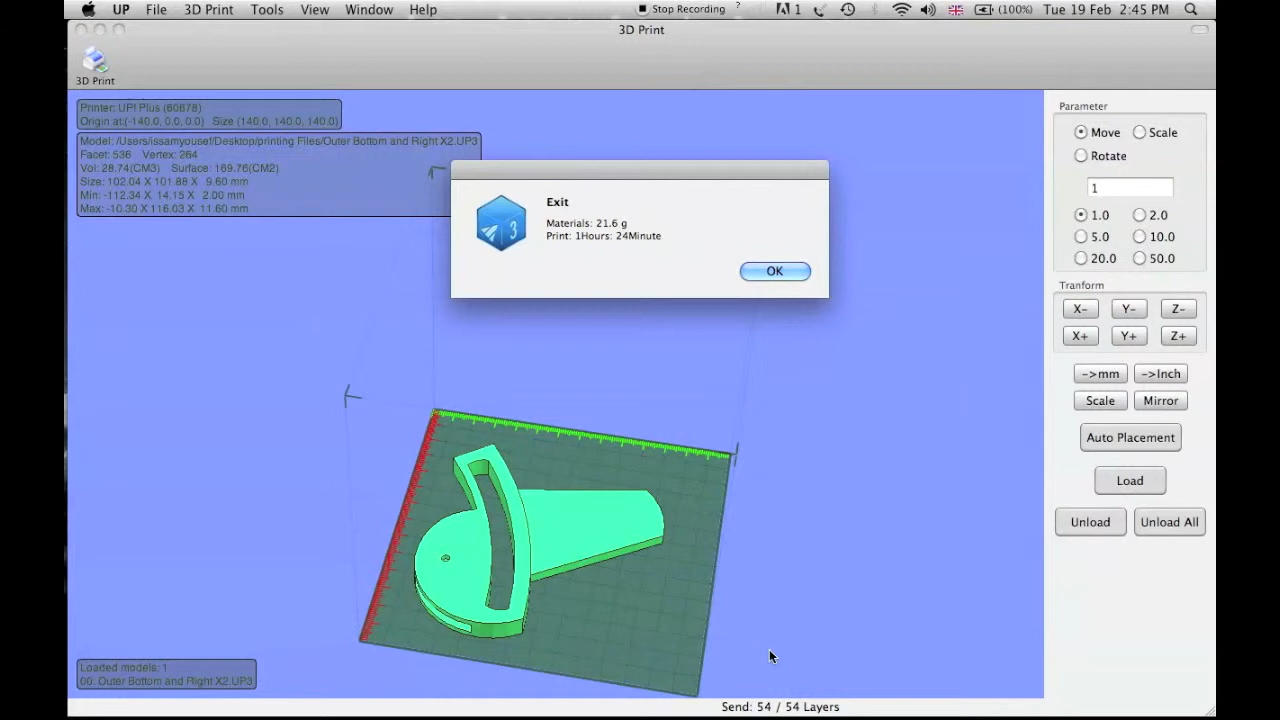 UP File 3D Print Tools View Window Help Stop Recording ? 1 (100%) Tue 19 Feb 2:45 PM
3D Print
3D Print
Printer: UP! Plus (60678)
Origin at:(-140.0, 0.0, 0.0) Size (140.0, 140.0, 140.0)
Model: /Users/issamyousef/Desktop/printing Files/Outer Bottom and Right X2.UP3
Facet: 536 Vertex: 264
Vol: 28.74(CM3) Surface: 169.76(CM2)
Size: 102.04 X 101.88 X 9.60 mm
Min: -112.34 X 14.15 X 2.00 mm
Max: -10.30 X 116.03 X 11.60 mm
3
Exit
Materials: 21.6 g
Print: 1Hours: 24Minute
OK
Parameter
Move Scale
Rotate
1
1.0 2.0
5.0 10.0
20.0 50.0
Tranform
X- Y- Z-
X+ Y+ Z+
->mm ->Inch
Scale Mirror
Auto Placement
Load
Unload Unload All
Loaded models: 1
00. Outer Bottom and Right X2.UP3
Send: 54 / 54 Layers